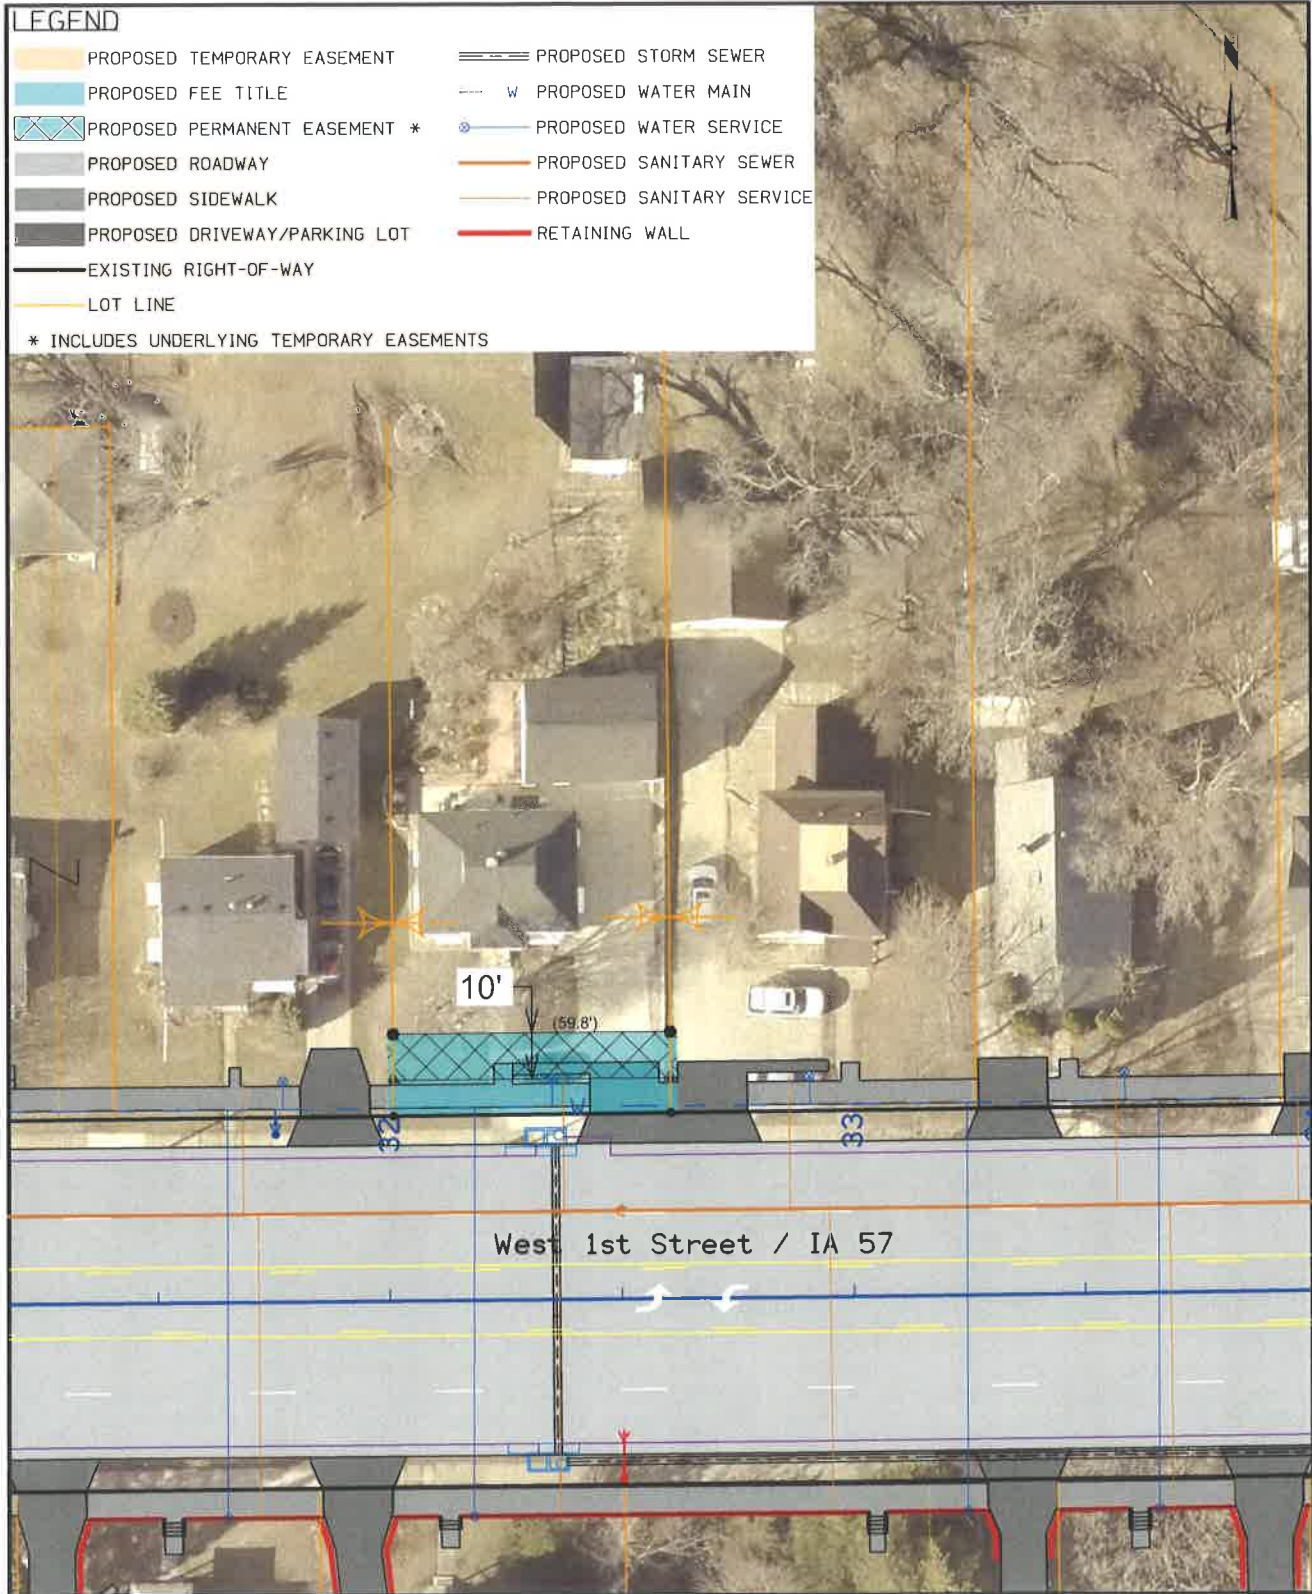 LEGEND
PROPOSED TEMPORARY EASEMENT
PROPOSED FEE TITLE
PROPOSED PERMANENT EASEMENT *
PROPOSED ROADWAY
PROPOSED SIDEWALK
PROPOSED DRIVEWAY/PARKING LOT
EXISTING RIGHT-OF-WAY
LOT LINE
* INCLUDES UNDERLYING TEMPORARY EASEMENTS
PROPOSED STORM SEWER
W PROPOSED WATER MAIN
PROPOSED WATER SERVICE
PROPOSED SANITARY SEWER
PROPOSED SANITARY SERVICE
RETAINING WALL
10'
(59.8')
W
32
33
West 1st Street / IA 57